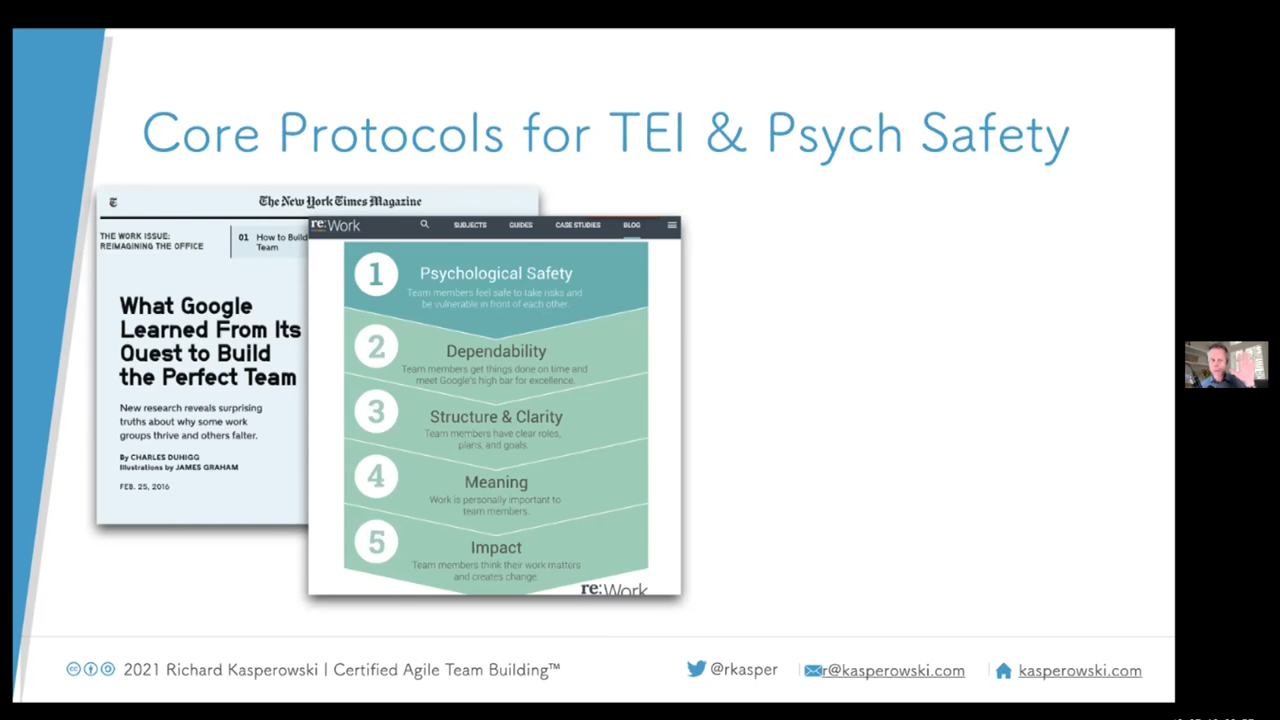 Core Protocols for TEI & Psych Safety
The New York Times Magazine
THE WORK ISSUE:
REIMAGINING THE OFFICE
01 How to Build
Team
What Google
Learned From Its
Quest to Build
the Perfect Team
New research reveals surprising
truths about why some work
groups thrive and others falter.
By CHARLES DUHIGG
Illustrations by JAMES GRAHAM
FEB. 25, 2016
re:Work
SUBJECTS GUIDES CASE STUDIES BLOG
1
Psychological Safety
Team members feel safe to take risks and
be vulnerable in front of each other.
2
Dependability
Team members get things done on time and
meet Google's high bar for excellence.
3
Structure & Clarity
Team members have clear roles,
plans, and goals.
4
Meaning
Work is personally important to
team members.
5
Impact
Team members think their work matters
and creates change.
re:Work
2021 Richard Kasperowski | Certified Agile Team Building™
@rkasper
r@kasperowski.com
kasperowski.com